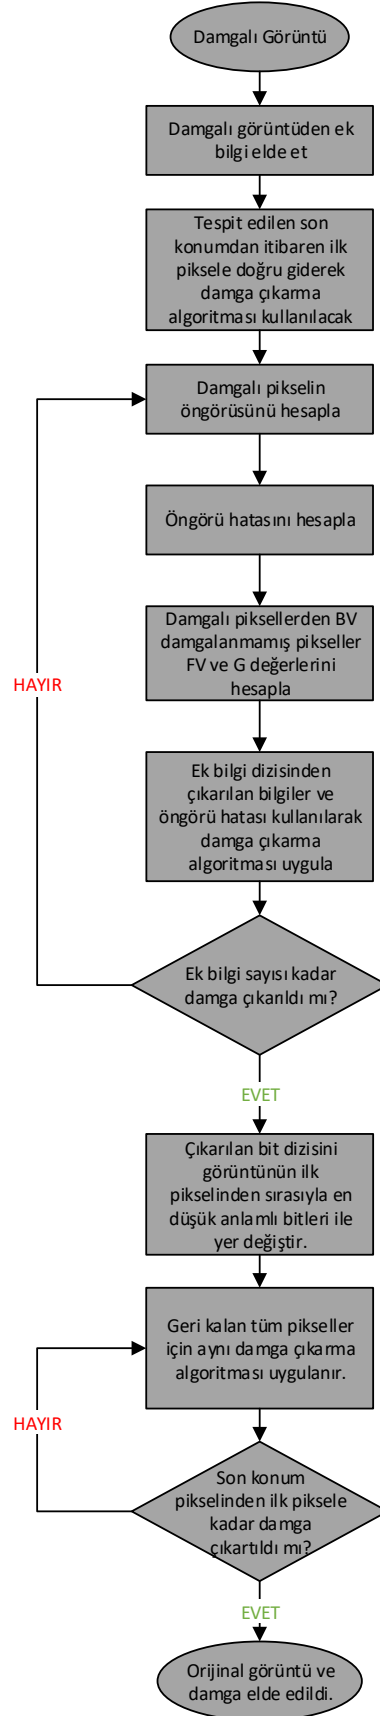 Damgalı Görüntü
Damgalı görüntüden ek
bilgi elde et
Tespit edilen son
konumdan itibaren ilk
piksele doğru giderek
damga çıkarma
algoritması kullanılacak
Damgalı pikselin
öngörüsünü hesapla
Öngörü hatasını hesapla
Damgalı piksellerden BV
damgalanmamış pikseller
FV ve G değerlerini
hesapla
HAYIR
Ek bilgi dizisinden
çıkarılan bilgiler ve
öngörü hatası kullanılarak
damga çıkarma
algoritması uygula
Ek bilgi sayısı kadar
damga çıkarıldı mı?
EVET
Çıkarılan bit dizisini
görüntünün ilk
pikselinden sırasıyla en
düşük anlamlı bitleri ile
yer değiştir.
Geri kalan tüm pikseller
için aynı damga çıkarma
algoritması uygulanır.
HAYIR
Son konum
pikselinden ilk piksele
kadar damga
çıkartıldı mı?
EVET
Orijinal görüntü ve
damga elde edildi.